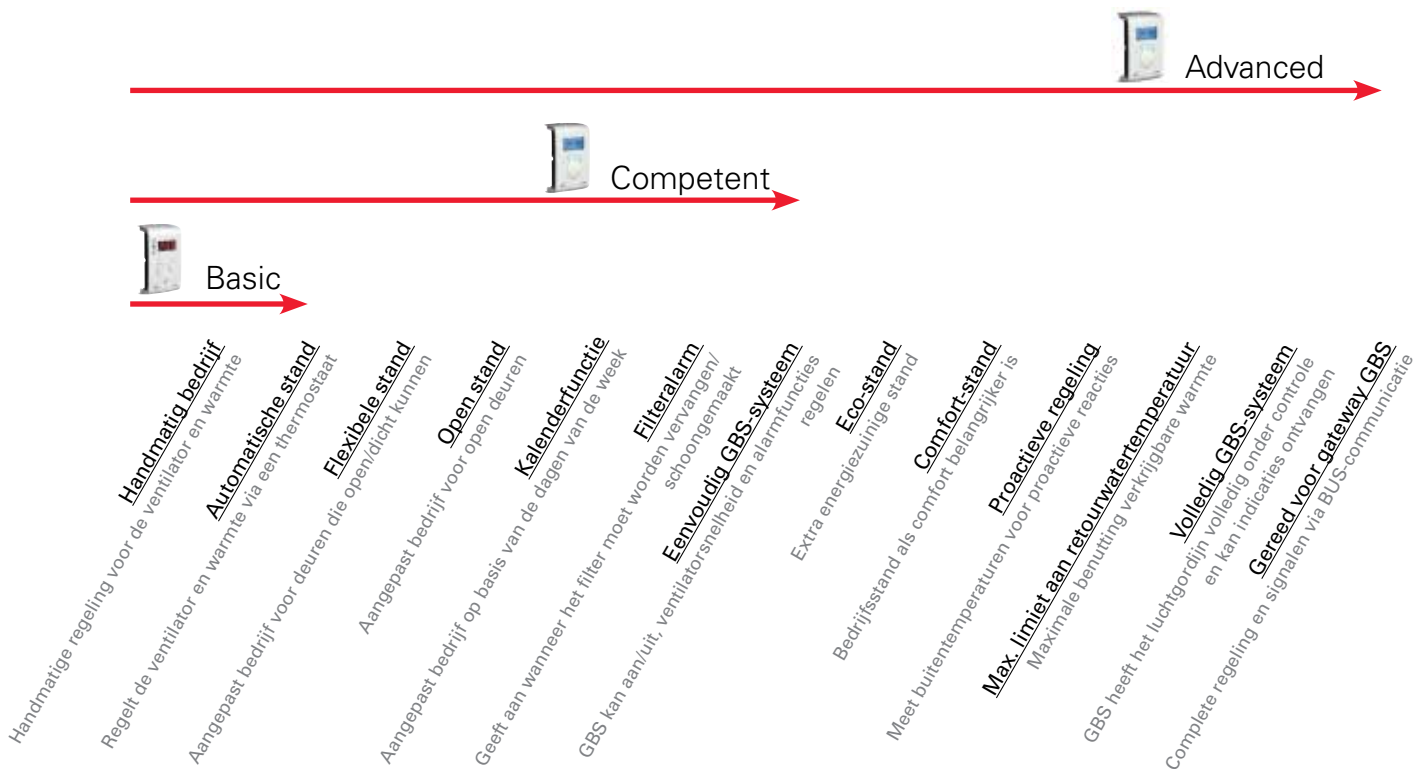 Advanced
Competent
Basic
Handmatig bedrijf
Handmatige regeling voor de ventilator en warmte
Automatische stand
Regelt de ventilator en warmte via een thermostaat
Flexibele stand
Aangepast bedrijf voor deuren die open/dicht kunnen
Open stand
Aangepast bedrijf voor open deuren
Kalenderfunctie
Aangepast bedrijf op basis van de dagen van de week
Filteralarm
Geeft aan wanneer het filter moet worden vervangen/
schoongemaakt
Eenvoudig GBS-systeem
GBS kan aan/uit, ventilatorsnelheid en alarmfuncties
regelen
Eco-stand
Extra energiezuinige stand
Comfort-stand
Bedrijfsstand als comfort belangrijker is
Proactieve regeling
Meet buitentemperaturen voor proactieve reacties
Max. limiet aan retourwatertemperatuur
Maximale benutting verkrijgbare warmte
Volledig GBS-systeem
GBS heeft het luchtgordijn volledig onder controle
en kan indicaties ontvangen
Gereed voor gateway GBS
Complete regeling en signalen via BUS-communicatie